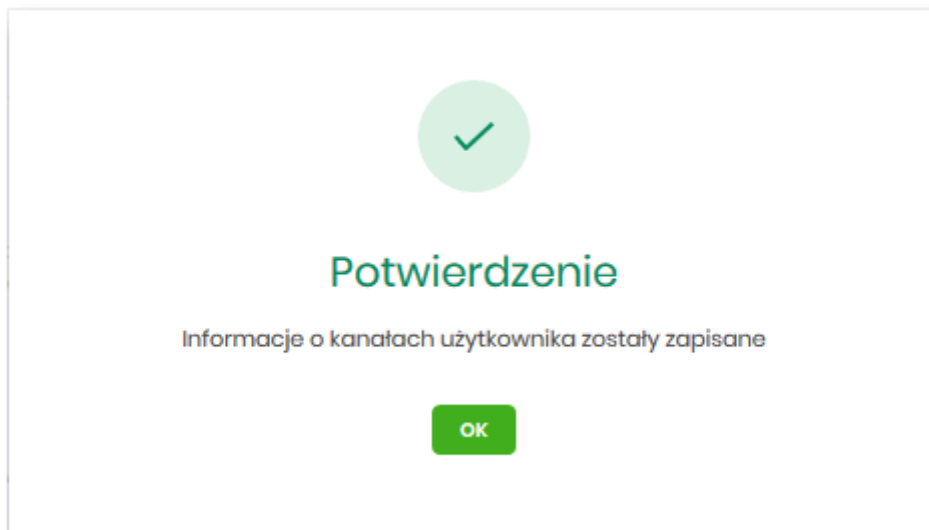 Potwierdzenie
Informacje o kanałach użytkownika zostały zapisane
OK